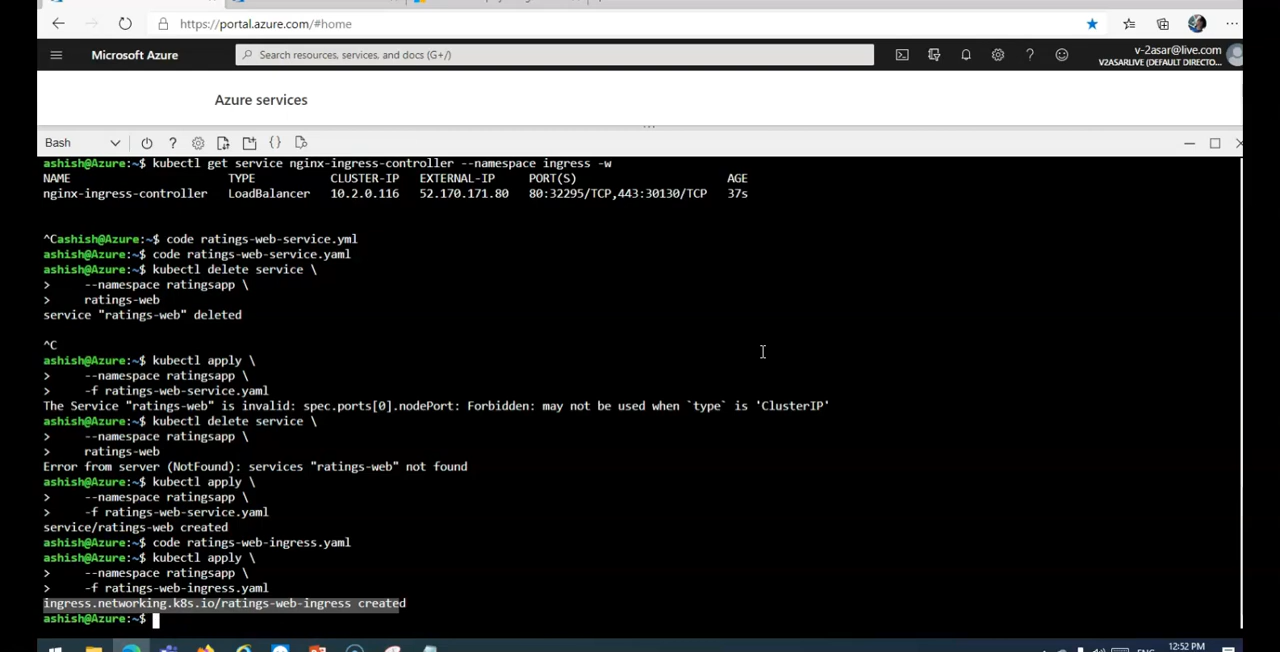 https://portal.azure.com/#home
Microsoft Azure
Search resources, services, and docs (G+/)
v-2asar@live.com
V2ASARLIVE (DEFAULT DIRECTO...
Azure services
Bash
ashish@Azure:~$ kubectl get service nginx-ingress-controller --namespace ingress -w
NAME TYPE CLUSTER-IP EXTERNAL-IP PORT(S) AGE
nginx-ingress-controller LoadBalancer 10.2.0.116 52.170.171.80 80:32295/TCP,443:30130/TCP 37s
^Cashish@Azure:~$ code ratings-web-service.yml
ashish@Azure:~$ code ratings-web-service.yaml
ashish@Azure:~$ kubectl delete service \
> --namespace ratingsapp \
> ratings-web
service "ratings-web" deleted
^C
ashish@Azure:~$ kubectl apply \
> --namespace ratingsapp \
> -f ratings-web-service.yaml
The Service "ratings-web" is invalid: spec.ports[0].nodePort: Forbidden: may not be used when `type` is 'ClusterIP'
ashish@Azure:~$ kubectl delete service \
> --namespace ratingsapp \
> ratings-web
Error from server (NotFound): services "ratings-web" not found
ashish@Azure:~$ kubectl apply \
> --namespace ratingsapp \
> -f ratings-web-service.yaml
service/ratings-web created
ashish@Azure:~$ code ratings-web-ingress.yaml
ashish@Azure:~$ kubectl apply \
> --namespace ratingsapp \
> -f ratings-web-ingress.yaml
ingress.networking.k8s.io/ratings-web-ingress created
ashish@Azure:~$
12:52 PM